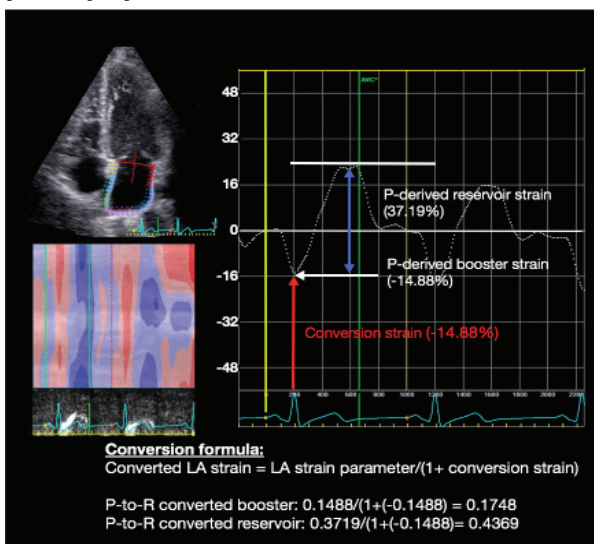 AVC*
48
32
16
0
-16
-32
-48
P-derived reservoir strain
(37.19%)
P-derived booster strain
(-14.88%)
Conversion strain (-14.88%)
0 200 400 600 800 1000 1200 1400 1600 1800 2000 2200
Conversion formula:
Converted LA strain = LA strain parameter/(1+ conversion strain)
P-to-R converted booster: 0.1488/(1+(-0.1488) = 0.1748
P-to-R converted reservoir: 0.3719/(1+(-0.1488)= 0.4369